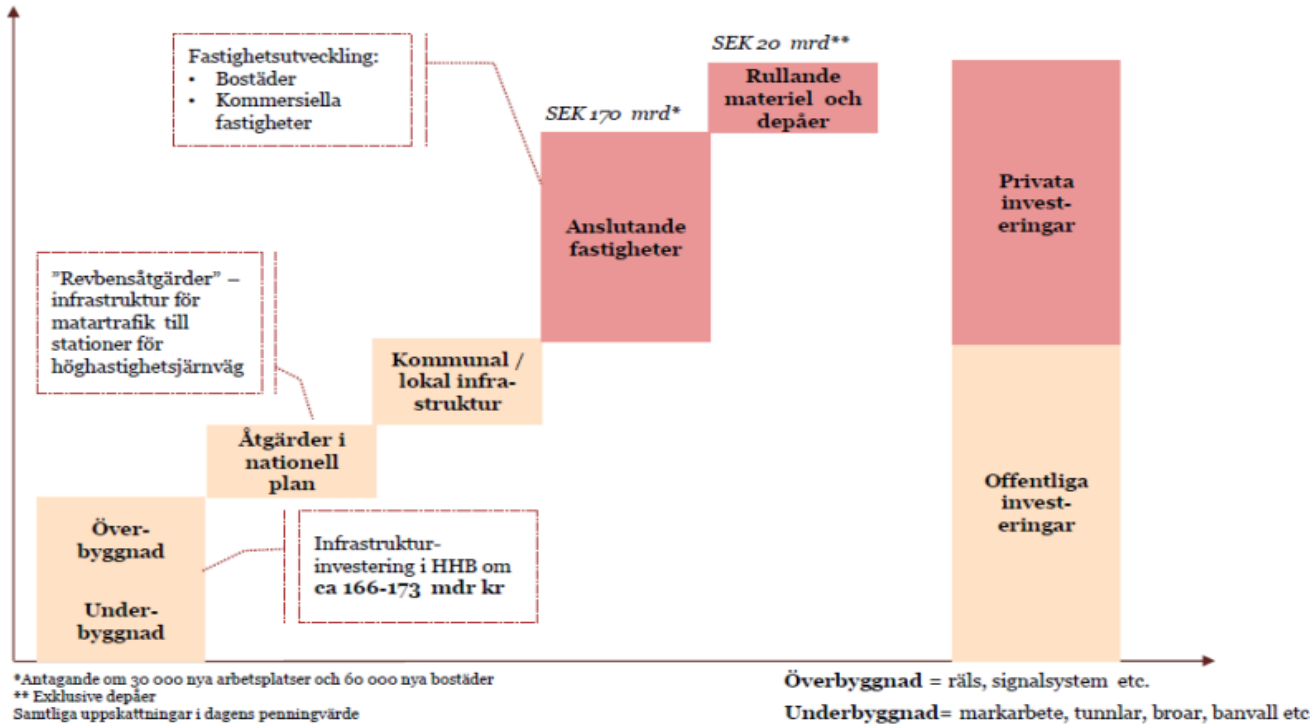 SEK 20 mrd**
Fastighetsutveckling:
• Bostäder
• Kommersiella
fastigheter
Rullande
materiel och
depåer
SEK 170 mrd*
Privata
invest-
eringar
Anslutande
fastigheter
"Revbensåtgärder" –
infrastruktur för
matartrafik till
stationer för
höghastighetsjärnväg
Kommunal /
lokal infra-
struktur
Åtgärder i
nationell
plan
Offentliga
invest-
eringar
Över-
byggnad
Under-
byggnad
Infrastruktur-
investering i HHB om
ca 166-173 mdr kr
*Antagande om 30 000 nya arbetsplatser och 60 000 nya bostäder
** Exklusive depåer
Samtliga uppskattningar i dagens penningvärde
Överbyggnad = räls, signalsystem etc.
Underbyggnad= markarbete, tunnlar, broar, banvall etc